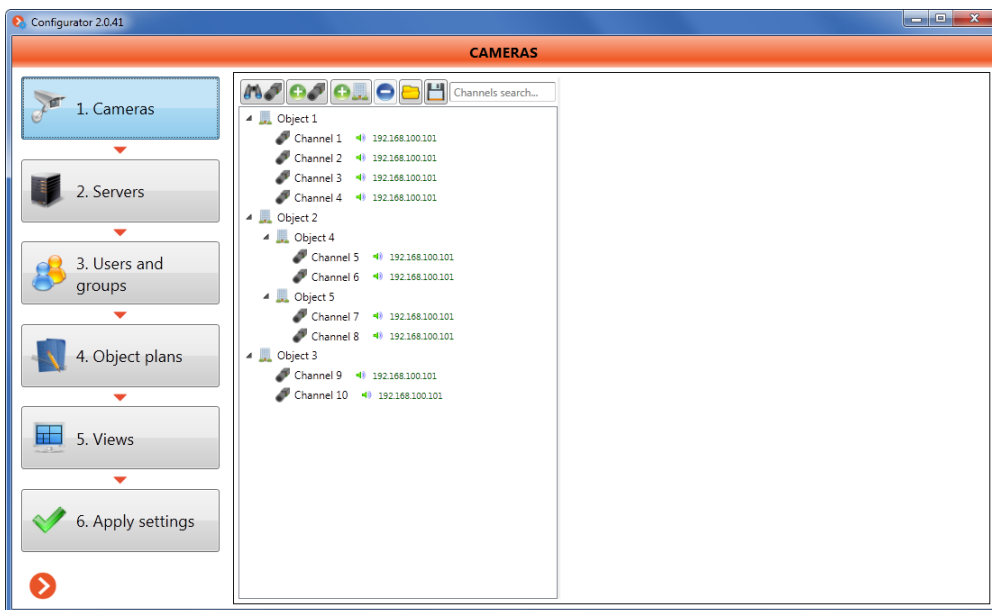 Configurator 2.0.41
CAMERAS
1. Cameras
2. Servers
3. Users and
groups
4. Object plans
5. Views
6. Apply settings
Channels search...
Object 1
Channel 1 192.168.100.101
Channel 2 192.168.100.101
Channel 3 192.168.100.101
Channel 4 192.168.100.101
Object 2
Object 4
Channel 5 192.168.100.101
Channel 6 192.168.100.101
Object 5
Channel 7 192.168.100.101
Channel 8 192.168.100.101
Object 3
Channel 9 192.168.100.101
Channel 10 192.168.100.101